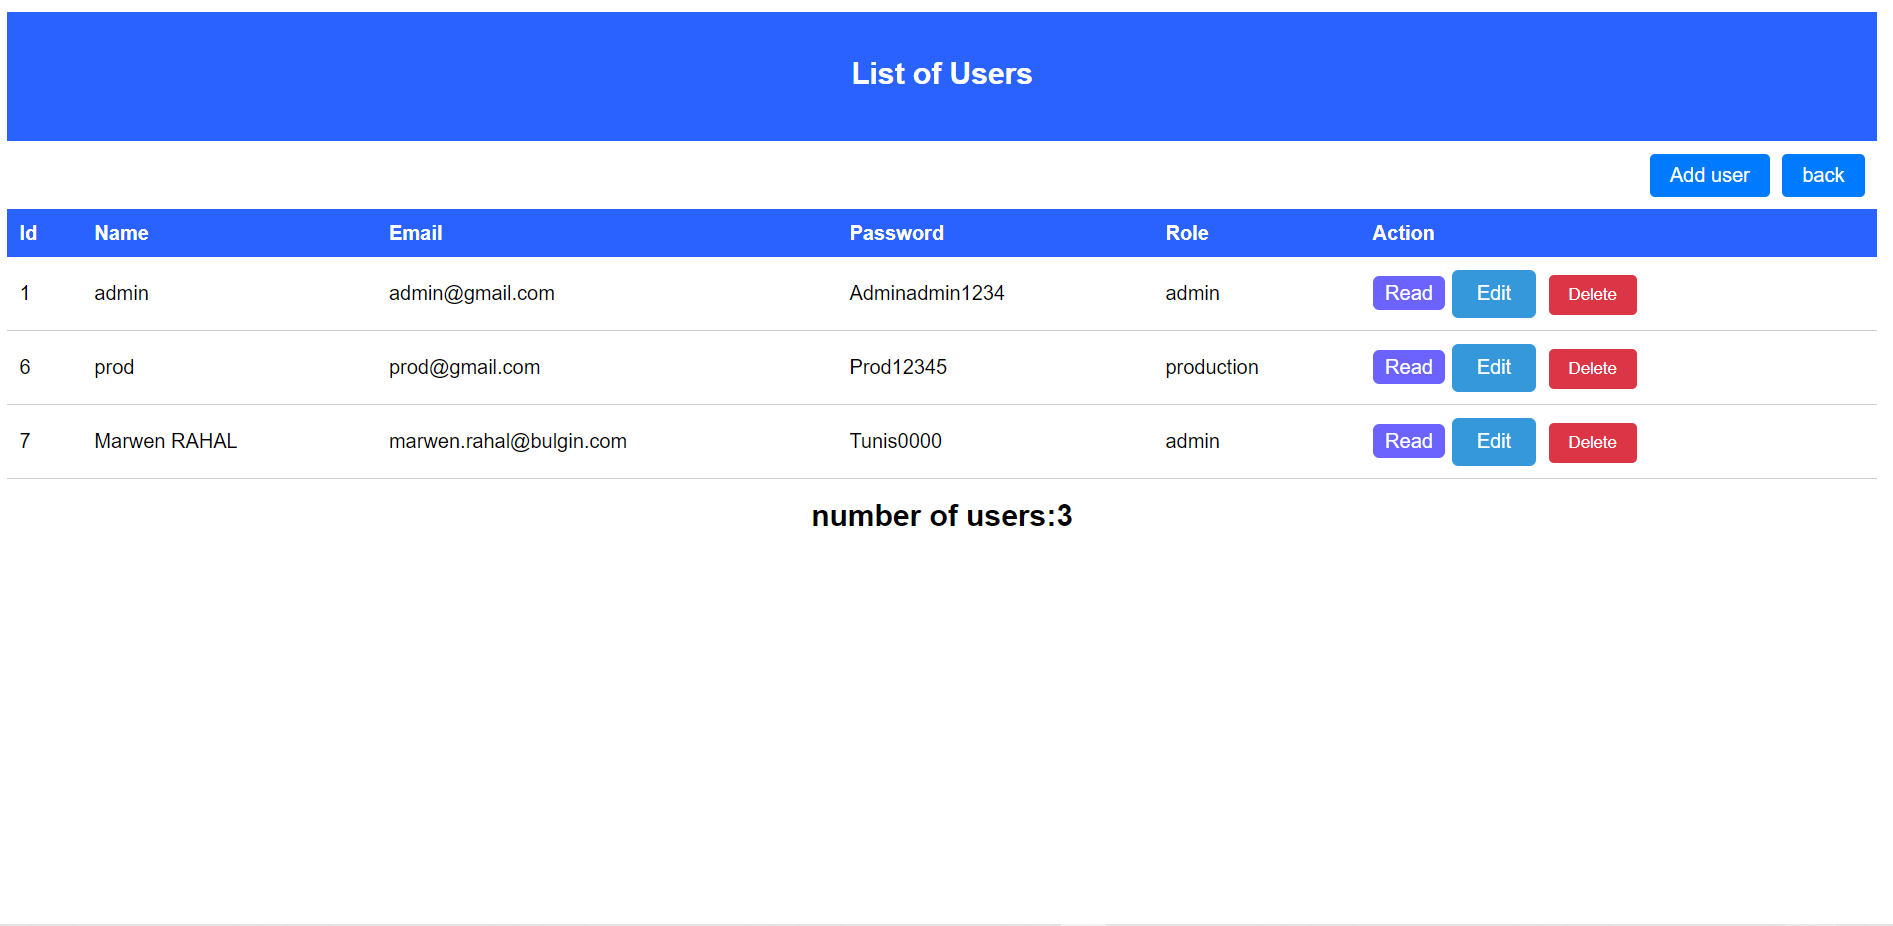 List of Users
Add user back
Id Name Email Password Role Action
1 admin admin@gmail.com Adminadmin1234 admin Read Edit Delete
6 prod prod@gmail.com Prod12345 production Read Edit Delete
7 Marwen RAHAL marwen.rahal@bulgin.com Tunis0000 admin Read Edit Delete
number of users:3